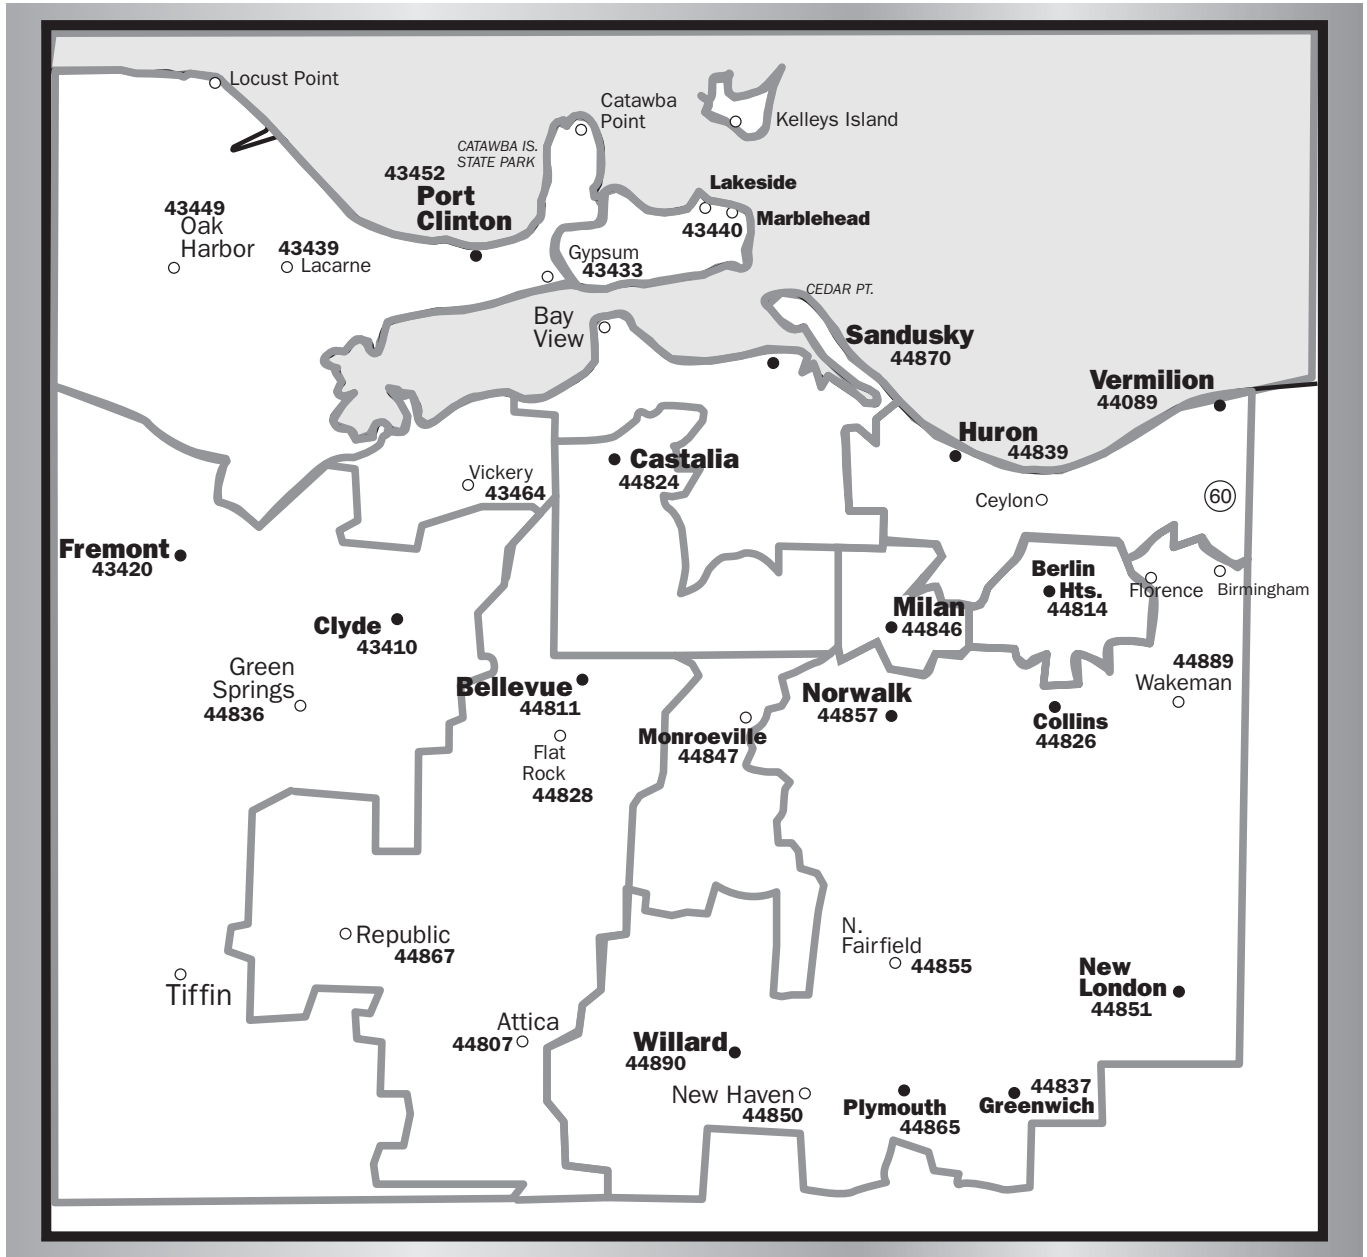 Locust Point
Catawba
Point
Kelleys Island
CATAWBA IS.
STATE PARK
43452
Port
Clinton
Lakeside
Marblehead
43440
43449
Oak
Harbor
43439
Lacarne
Gypsum
43433
CEDAR PT.
Bay
View
Sandusky
44870
Vermilion
44089
Huron
44839
Castalia
44824
Vickery
43464
Ceylon
60
Fremont
43420
Berlin
Hts.
44814
Florence
Birmingham
Milan
44846
Clyde
43410
Green
Springs
44836
Bellevue
44811
Norwalk
44857
44889
Wakeman
Collins
44826
Monroeville
44847
Flat
Rock
44828
Republic
44867
N.
Fairfield
44855
Tiffin
New
London
44851
Attica
44807
Willard
44890
New Haven
44850
Plymouth
44865
44837
Greenwich